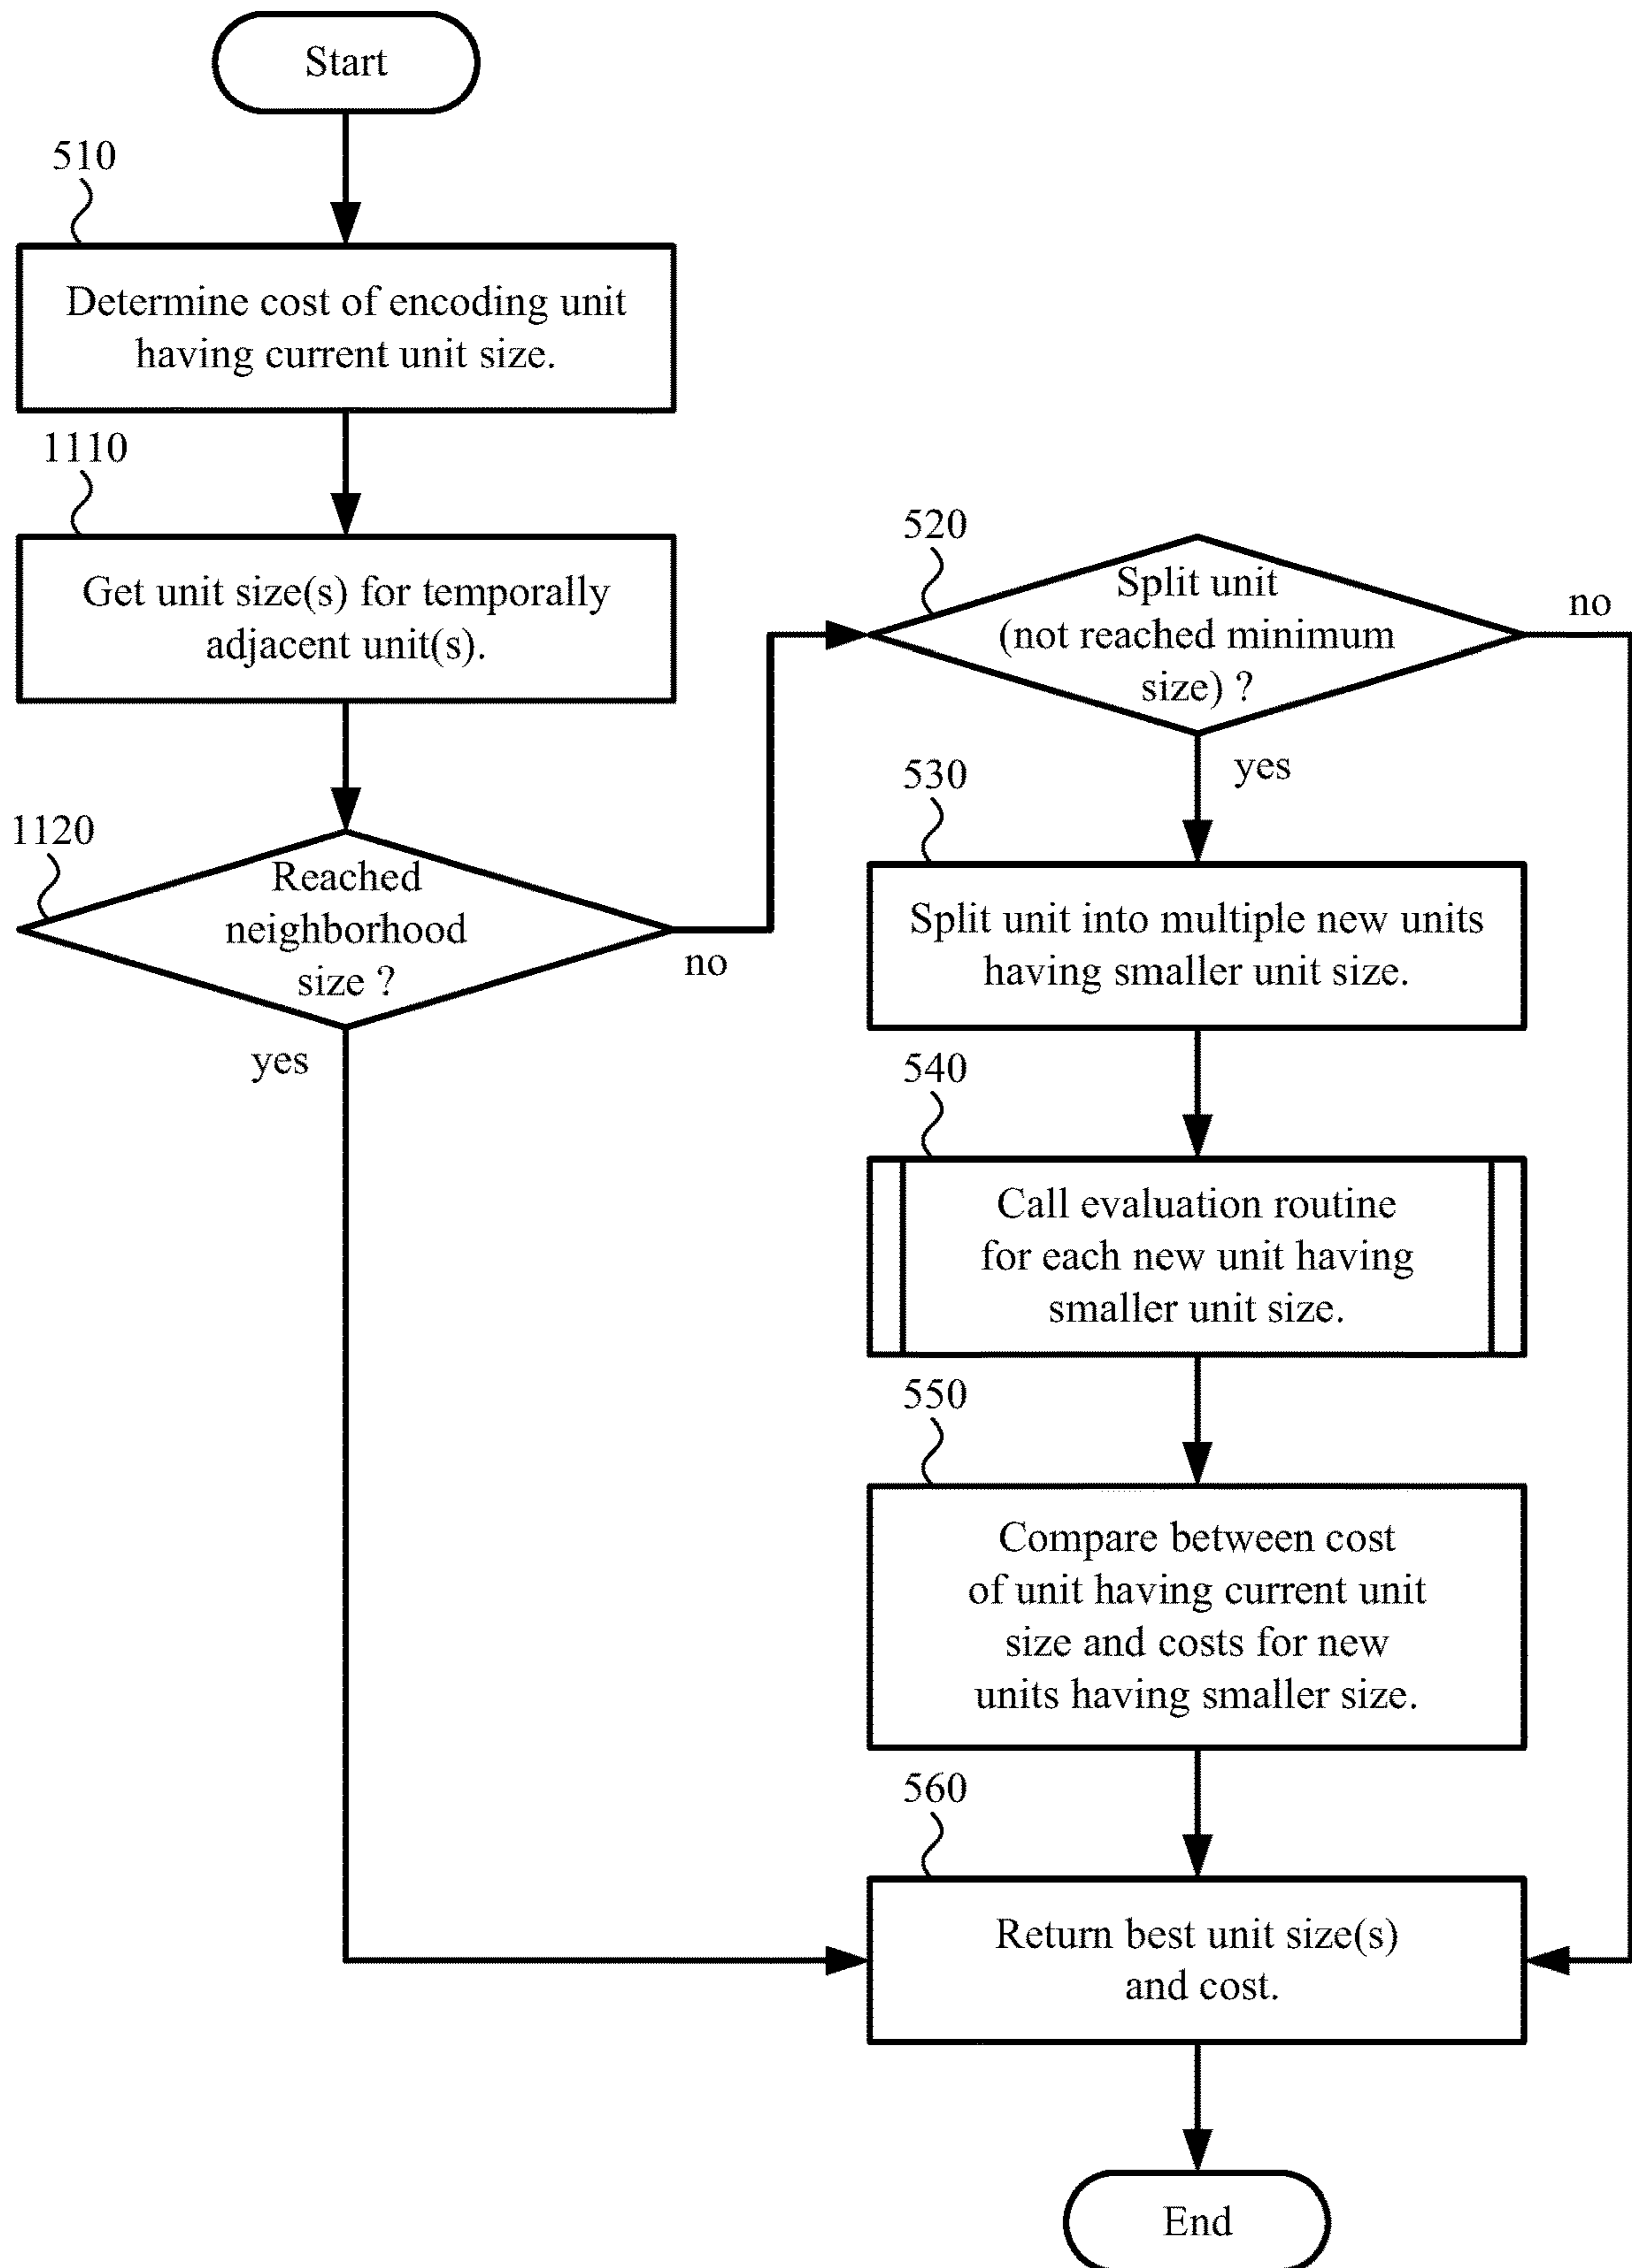 Start
510
Determine cost of encoding unit
having current unit size.
1110
Get unit size(s) for temporally
adjacent unit(s).
1120
Reached
neighborhood
size ?
no
yes
520
Split unit
(not reached minimum
size) ?
no
yes
530
Split unit into multiple new units
having smaller unit size.
540
Call evaluation routine
for each new unit having
smaller unit size.
550
Compare between cost
of unit having current unit
size and costs for new
units having smaller size.
560
Return best unit size(s)
and cost.
End